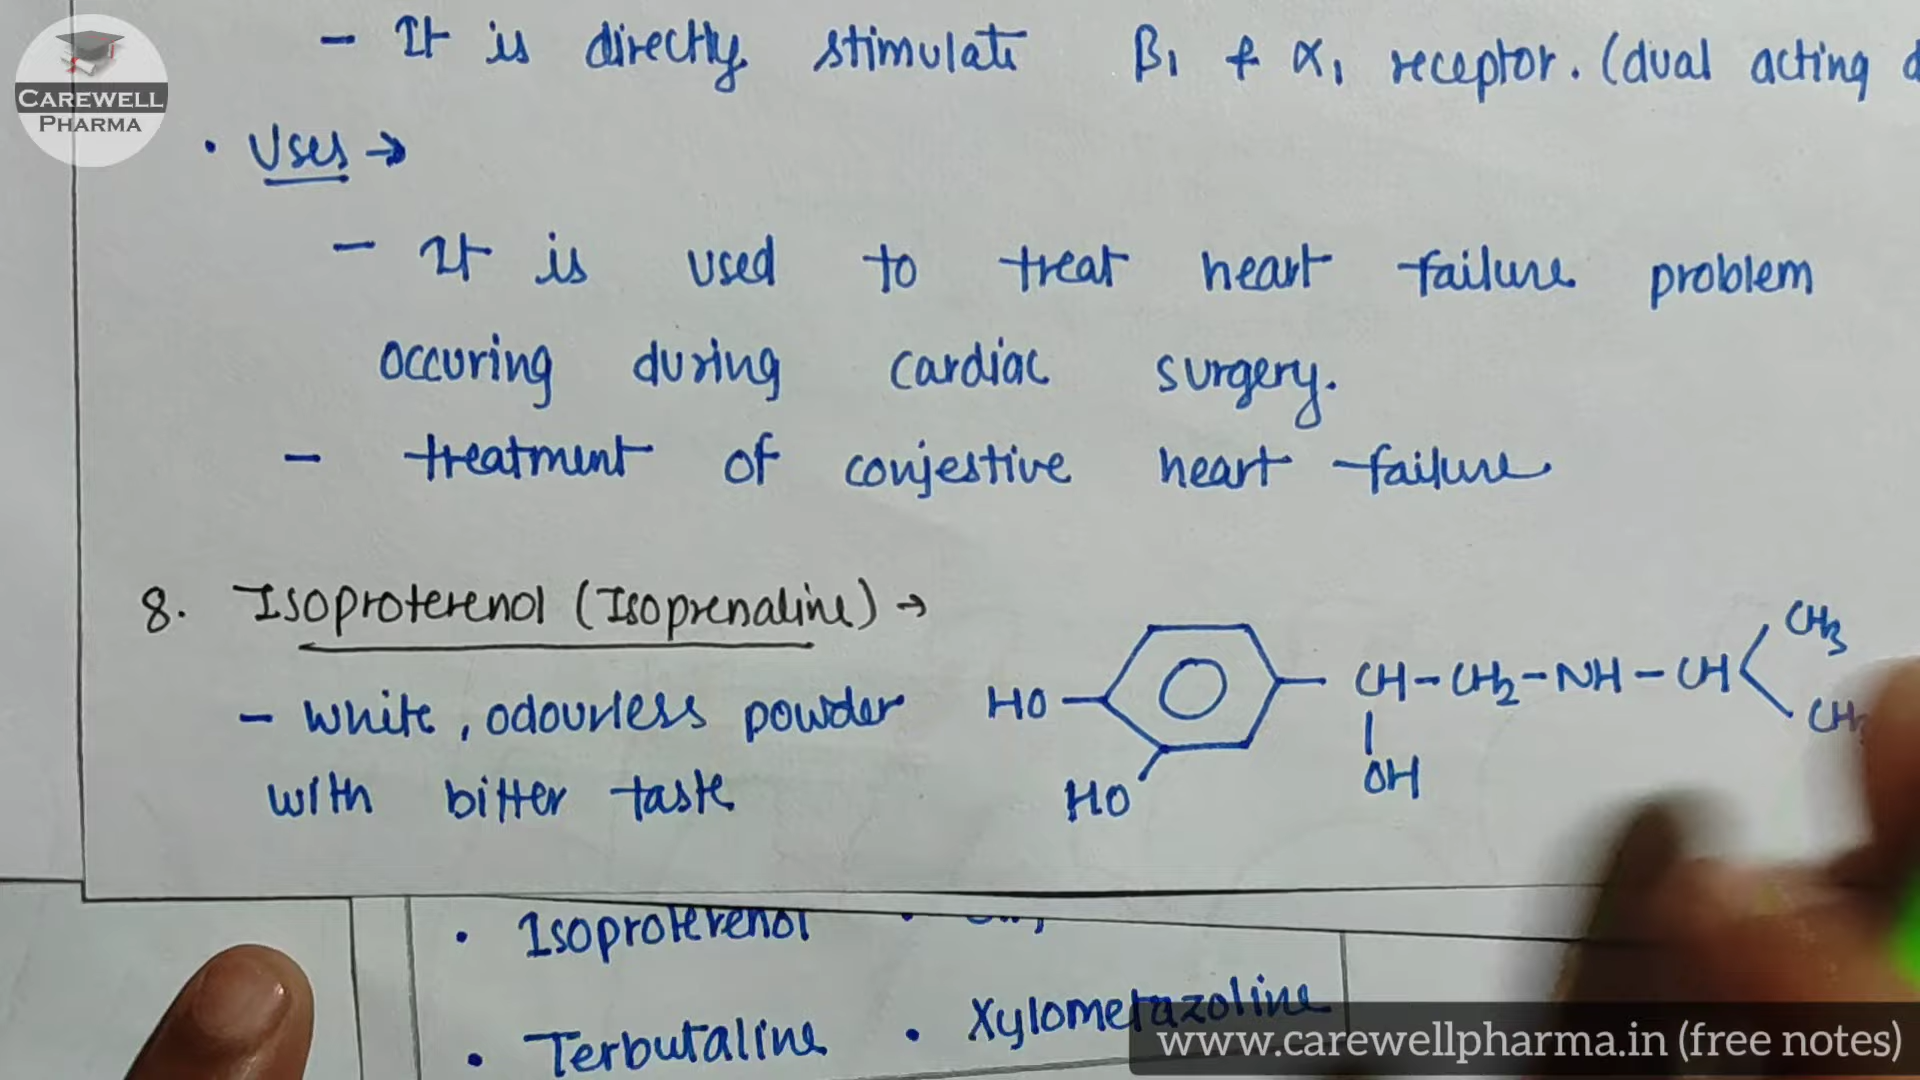 - It is directly stimulate β1 & α1 receptor. (dual acting d
CAREWELL
PHARMA
• Uses →
- It is used to treat heart failure problem
occuring during cardiac surgery.
- treatment of conjestive heart failure
8. Isoproterenol (Isoprenaline) →
- white, odourless powder
with bitter taste
CH3
HO CH-CH2-NH-CH
CH3
HO OH
• Isoproterenol •
• Terbutaline • Xylometazoline
www.carewellpharma.in (free notes)